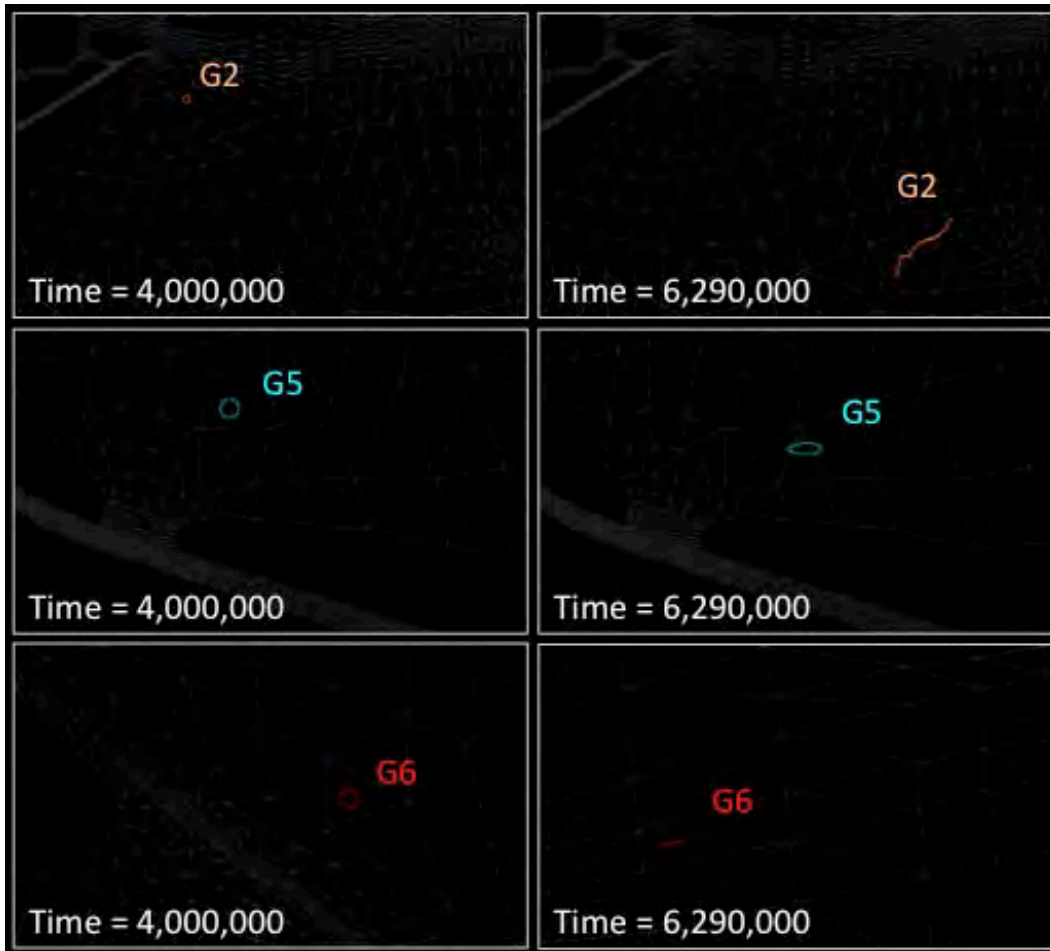 G2
G2
Time = 4,000,000
Time = 6,290,000
G5
G5
Time = 4,000,000
Time = 6,290,000
G6
G6
Time = 4,000,000
Time = 6,290,000